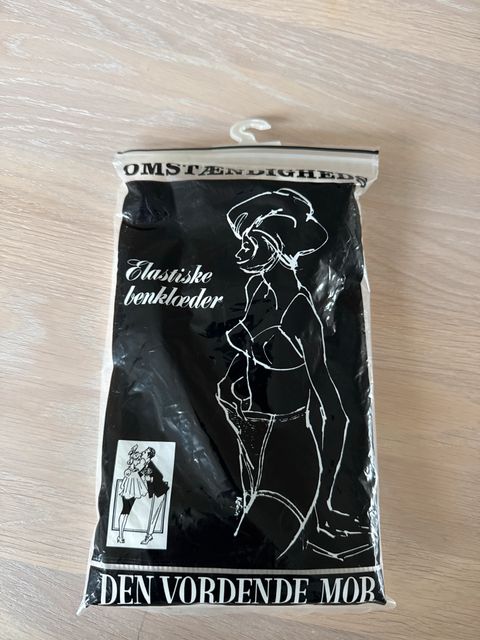 OMSTÆNDIGHEDS
Elastiske
benklæder
DEN VORDENDE MOR